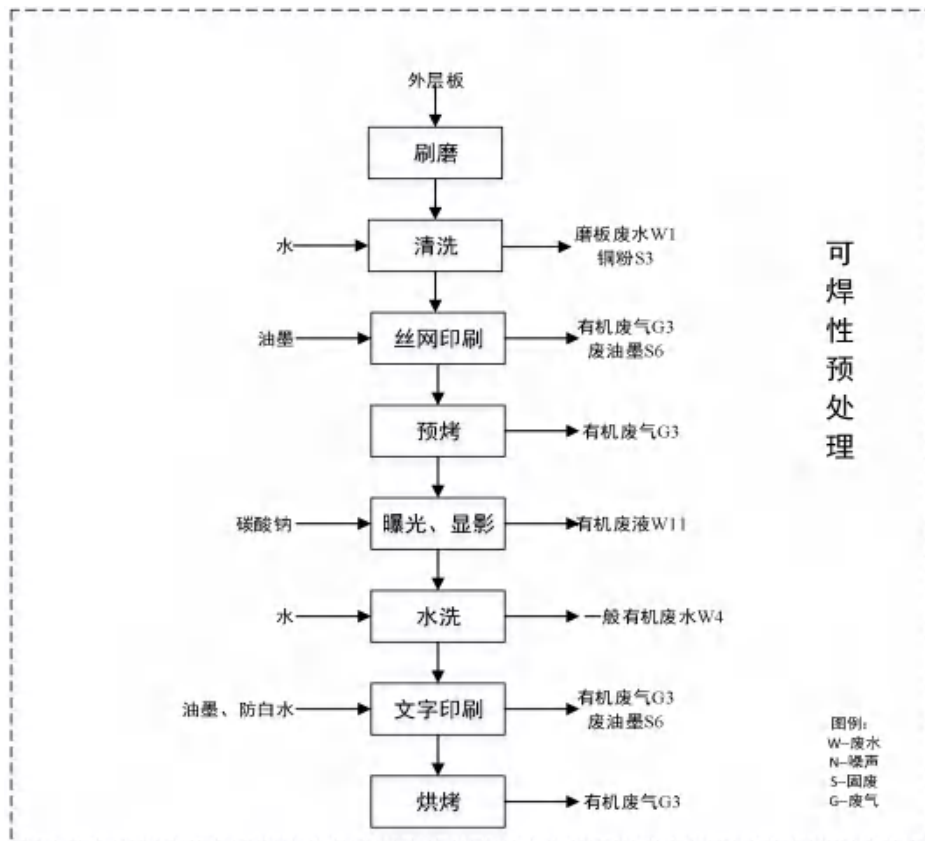 外层板
刷磨
水
清洗
磨板废水W1
铜粉S3
油墨
丝网印刷
有机废气G3
废油墨S6
预烤
有机废气G3
碳酸钠
曝光、显影
有机废液W11
水
水洗
一般有机废水W4
油墨、防白水
文字印刷
有机废气G3
废油墨S6
烘烤
有机废气G3
可焊性预处理
图例：
W—废水
N—噪声
S—固废
G—废气